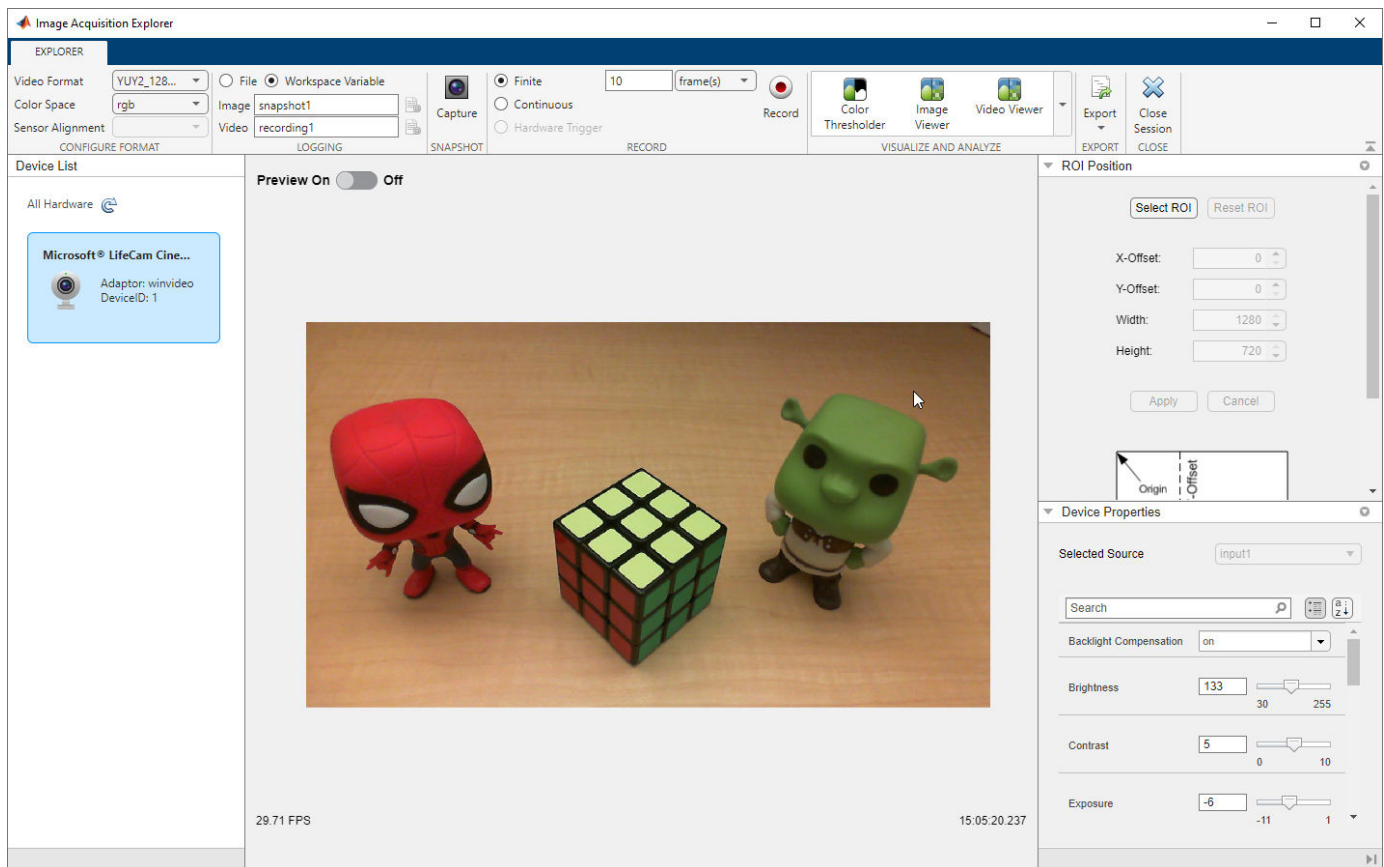 Image Acquisition Explorer
EXPLORER
Video Format YUY2_128...
Color Space rgb
Sensor Alignment
CONFIGURE FORMAT
File Workspace Variable
Image snapshot1
Video recording1
LOGGING
Capture
SNAPSHOT
Finite 10 frame(s)
Continuous
Hardware Trigger
Record
RECORD
Color Thresholder
Image Viewer
Video Viewer
VISUALIZE AND ANALYZE
Export
EXPORT
Close Session
CLOSE
Device List
All Hardware
Microsoft® LifeCam Cine...
Adaptor: winvideo
DeviceID: 1
Preview On Off
29.71 FPS
15:05:20.237
ROI Position
Select ROI Reset ROI
X-Offset: 0
Y-Offset: 0
Width: 1280
Height: 720
Apply Cancel
Origin
-Offset
Device Properties
Selected Source input1
Search
Backlight Compensation on
Brightness 133
30 255
Contrast 5
0 10
Exposure -6
-11 1